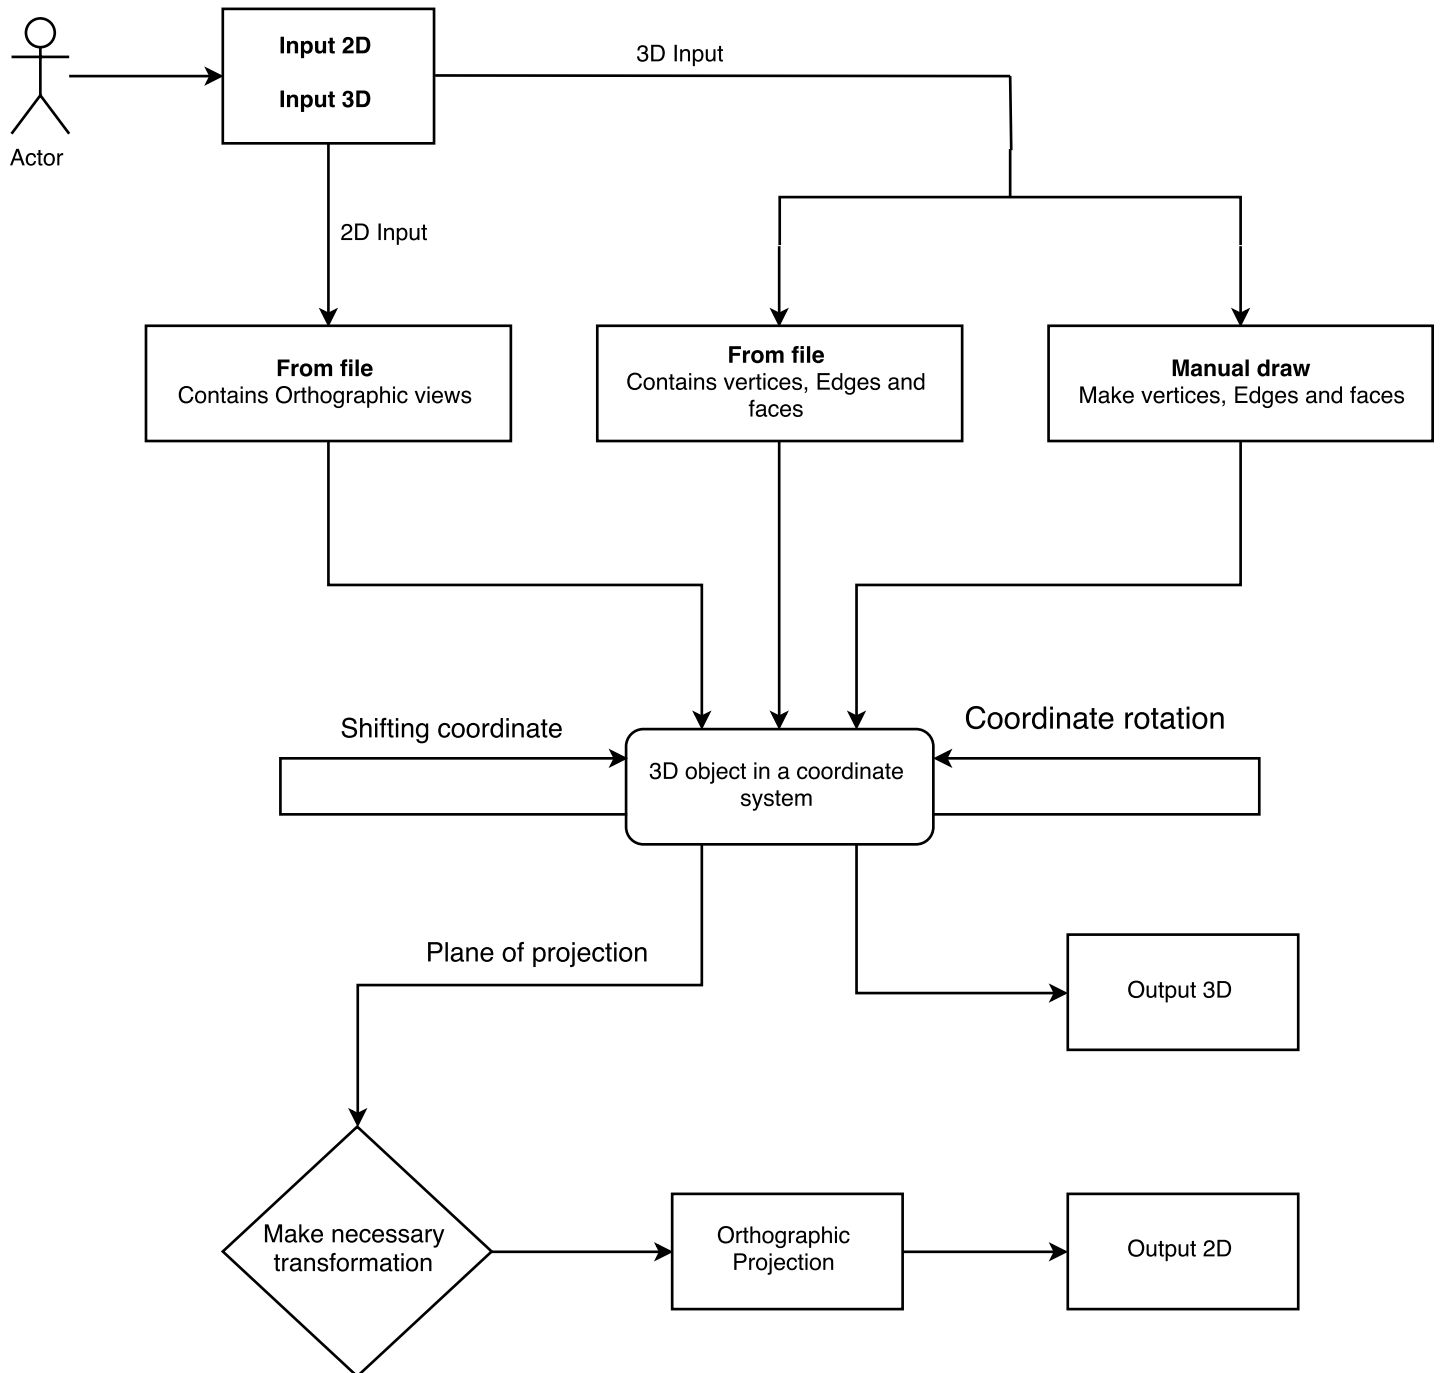 Input 2D
Input 3D
3D Input
Actor
2D Input
From file
Contains Orthographic views
From file
Contains vertices, Edges and
faces
Manual draw
Make vertices, Edges and faces
Shifting coordinate
Coordinate rotation
3D object in a coordinate
system
Plane of projection
Output 3D
Make necessary
transformation
Orthographic
Projection
Output 2D